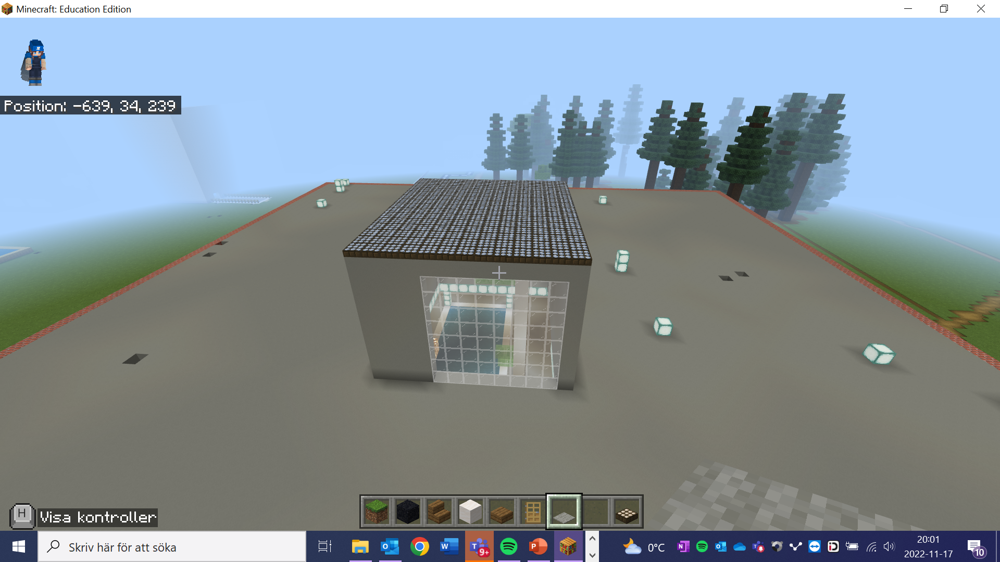 Minecraft: Education Edition
Position: -639, 34, 239
H Visa kontroller
Skriv här för att söka
9+
0°C
20:01
2022-11-17
10